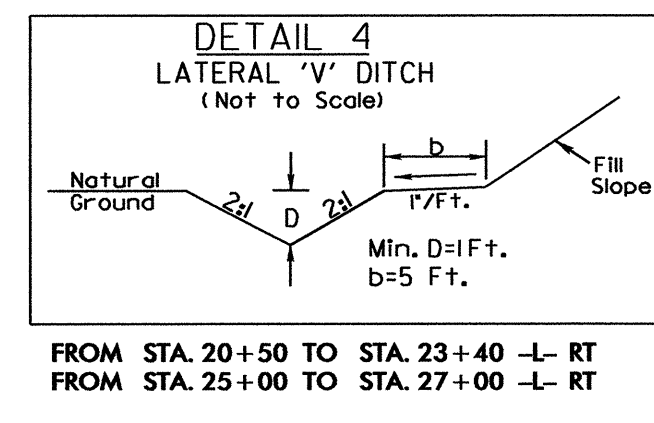 DETAIL 4
LATERAL 'V' DITCH
(Not to Scale)
b
Natural
Ground
2:1
D
2:1
1"/Ft.
Fill
Slope
Min. D=1Ft.
b=5 Ft.
FROM STA. 20+50 TO STA. 23+40 -L- RT
FROM STA. 25+00 TO STA. 27+00 -L- RT